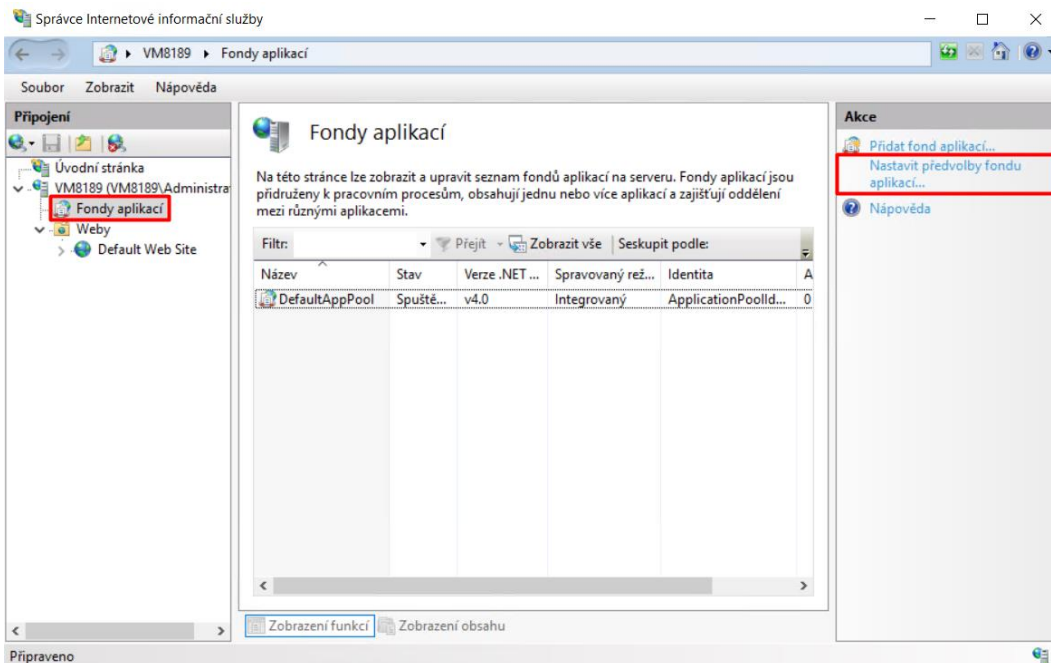 Správce Internetové informační služby
VM8189 Fondy aplikací
Soubor Zobrazit Nápověda
Připojení
Úvodní stránka
VM8189 (VM8189\Administra
Fondy aplikací
Weby
Default Web Site
Fondy aplikací
Na této stránce lze zobrazit a upravit seznam fondů aplikací na serveru. Fondy aplikací jsou
přidruženy k pracovním procesům, obsahují jednu nebo více aplikací a zajišťují oddělení
mezi různými aplikacemi.
Filtr: Přejít Zobrazit vše Seskupit podle:
Název Stav Verze .NET ... Spravovaný rež... Identita A
DefaultAppPool Spuště... v4.0 Integrovaný ApplicationPoolId... 0
Zobrazení funkcí Zobrazení obsahu
Akce
Přidat fond aplikací...
Nastavit předvolby fondu
aplikací...
Nápověda
Připraveno